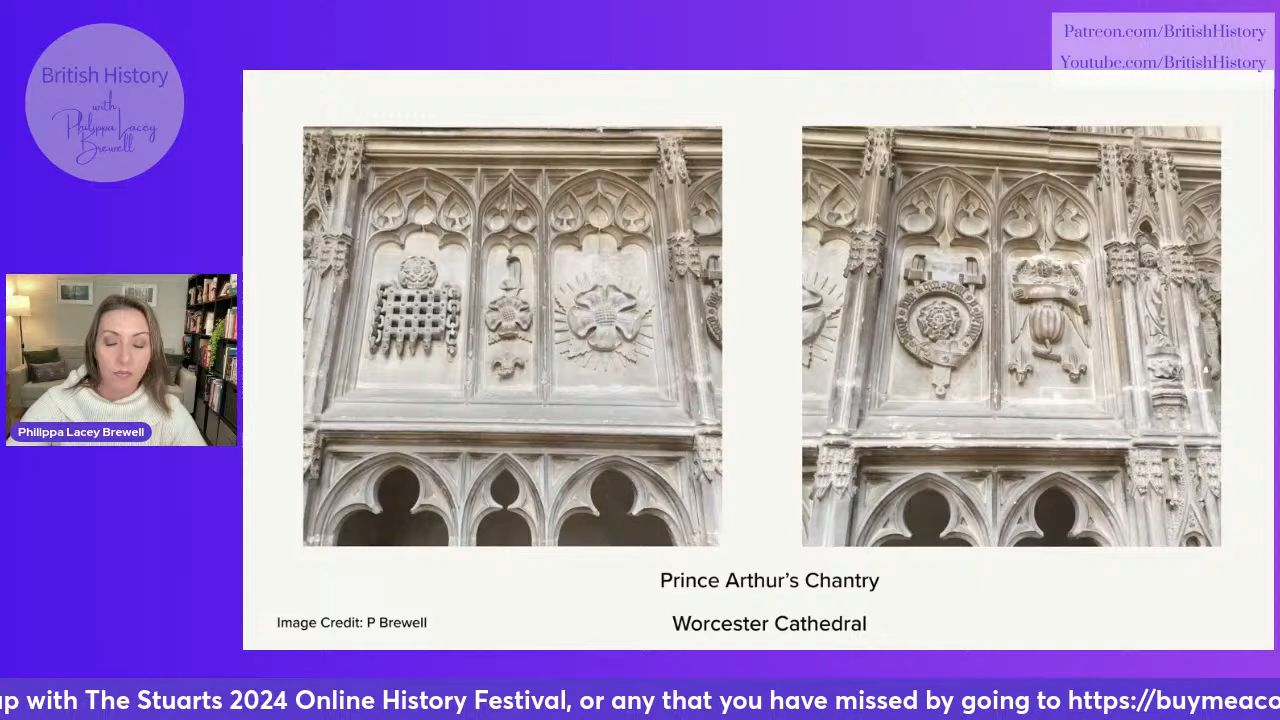 British History
with
Philippa Lacey
Brewell
Patreon.com/BritishHistory
Youtube.com/BritishHistory
Philippa Lacey Brewell
Prince Arthur’s Chantry
Image Credit: P Brewell
Worcester Cathedral
up with The Stuarts 2024 Online History Festival, or any that you have missed by going to https://buymeaco